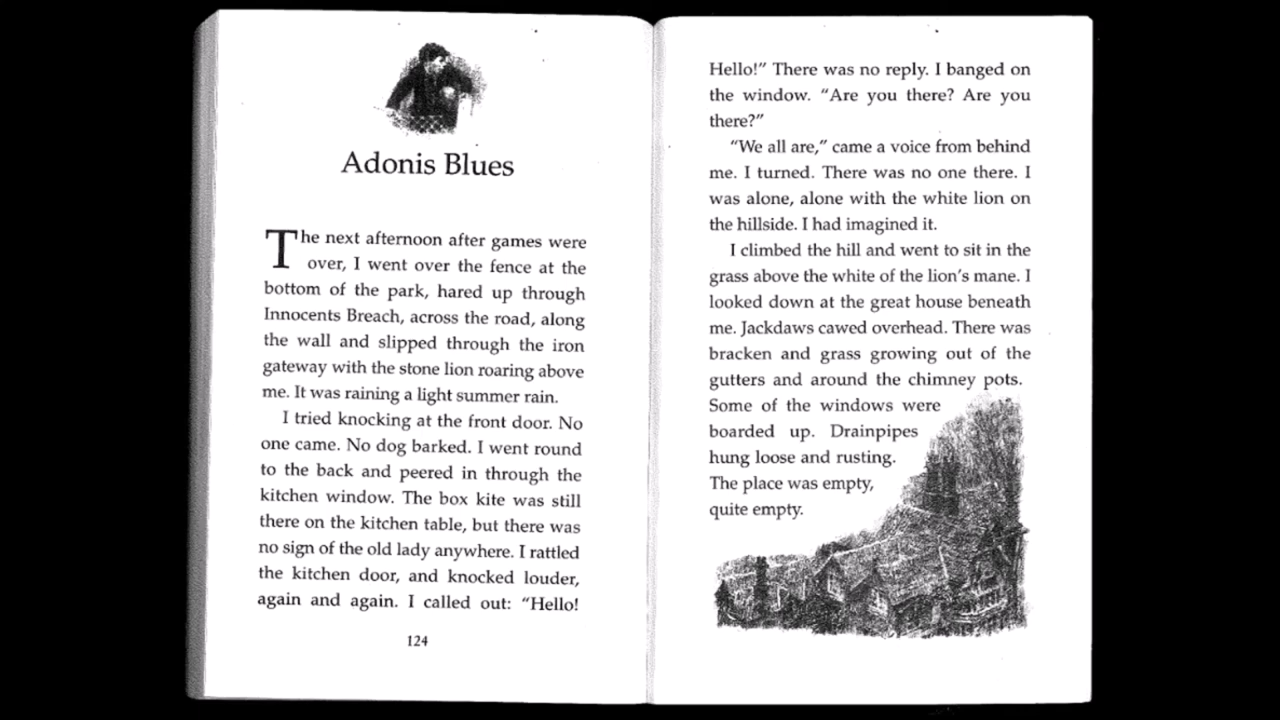 Adonis Blues
The next afternoon after games were
over, I went over the fence at the
bottom of the park, hared up through
Innocents Breach, across the road, along
the wall and slipped through the iron
gateway with the stone lion roaring above
me. It was raining a light summer rain.
I tried knocking at the front door. No
one came. No dog barked. I went round
to the back and peered in through the
kitchen window. The box kite was still
there on the kitchen table, but there was
no sign of the old lady anywhere. I rattled
the kitchen door, and knocked louder,
again and again. I called out: “Hello!
124
Hello!” There was no reply. I banged on
the window. “Are you there? Are you
there?”
“We all are,” came a voice from behind
me. I turned. There was no one there. I
was alone, alone with the white lion on
the hillside. I had imagined it.
I climbed the hill and went to sit in the
grass above the white of the lion’s mane. I
looked down at the great house beneath
me. Jackdaws cawed overhead. There was
bracken and grass growing out of the
gutters and around the chimney pots.
Some of the windows were
boarded up. Drainpipes
hung loose and rusting.
The place was empty,
quite empty.